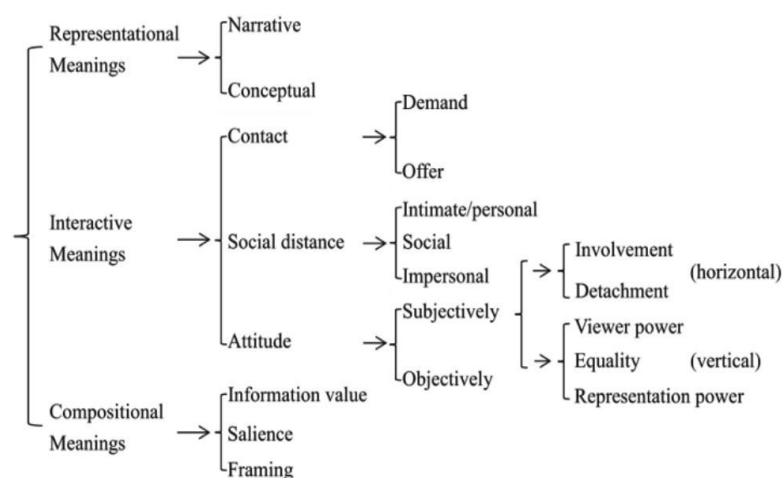 Representational
Meanings
Narrative
Conceptual
Interactive
Meanings
Contact
Demand
Offer
Social distance
Intimate/personal
Social
Impersonal
Attitude
Subjectively
Involvement
(horizontal)
Detachment
Viewer power
Equality
(vertical)
Representation power
Objectively
Compositional
Meanings
Information value
Salience
Framing